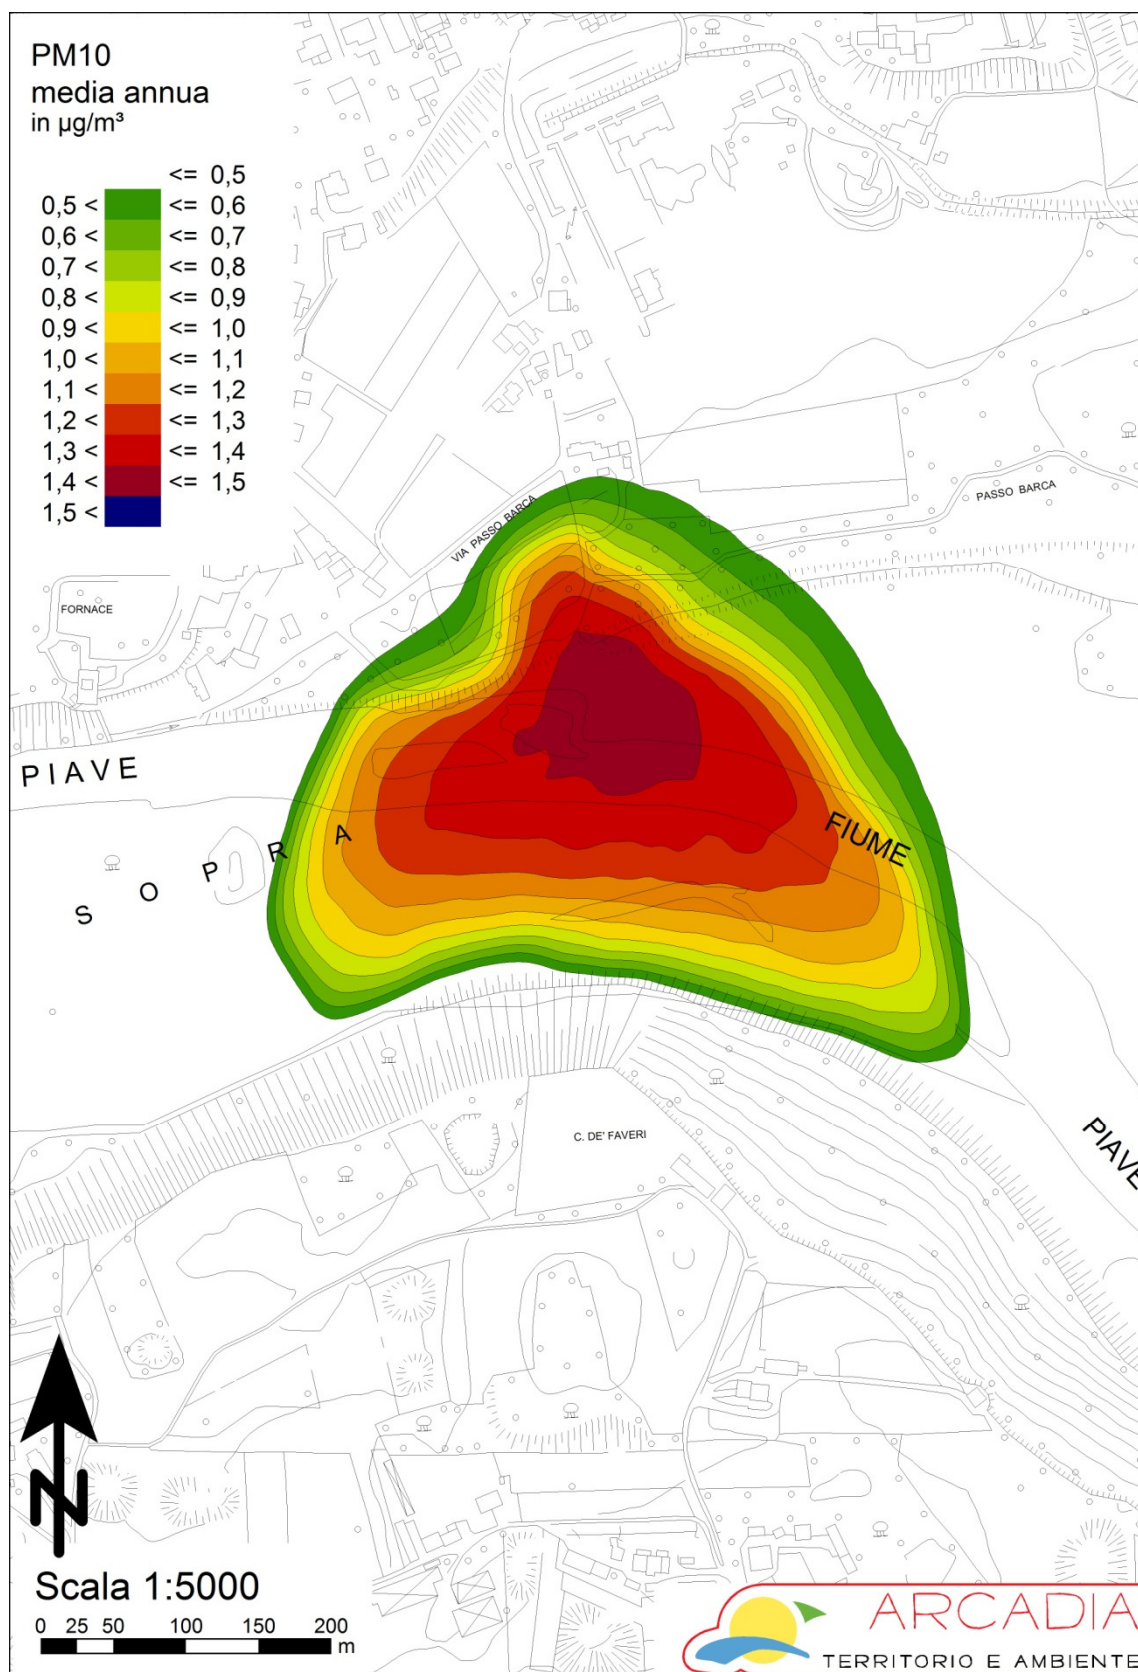 PM10
media annua
in µg/m³
<= 0,5
0,5 < <= 0,6
0,6 < <= 0,7
0,7 < <= 0,8
0,8 < <= 0,9
0,9 < <= 1,0
1,0 < <= 1,1
1,1 < <= 1,2
1,2 < <= 1,3
1,3 < <= 1,4
1,4 < <= 1,5
1,5 <
VIA PASSO BARCA
PASSO BARCA
FORNACE
PIAVE
SOPRA
FIUME
PIAVE
C. DE' FAVERI
N
Scala 1:5000
0 25 50 100 150 200
m
ARCADIA
TERRITORIO E AMBIENTE